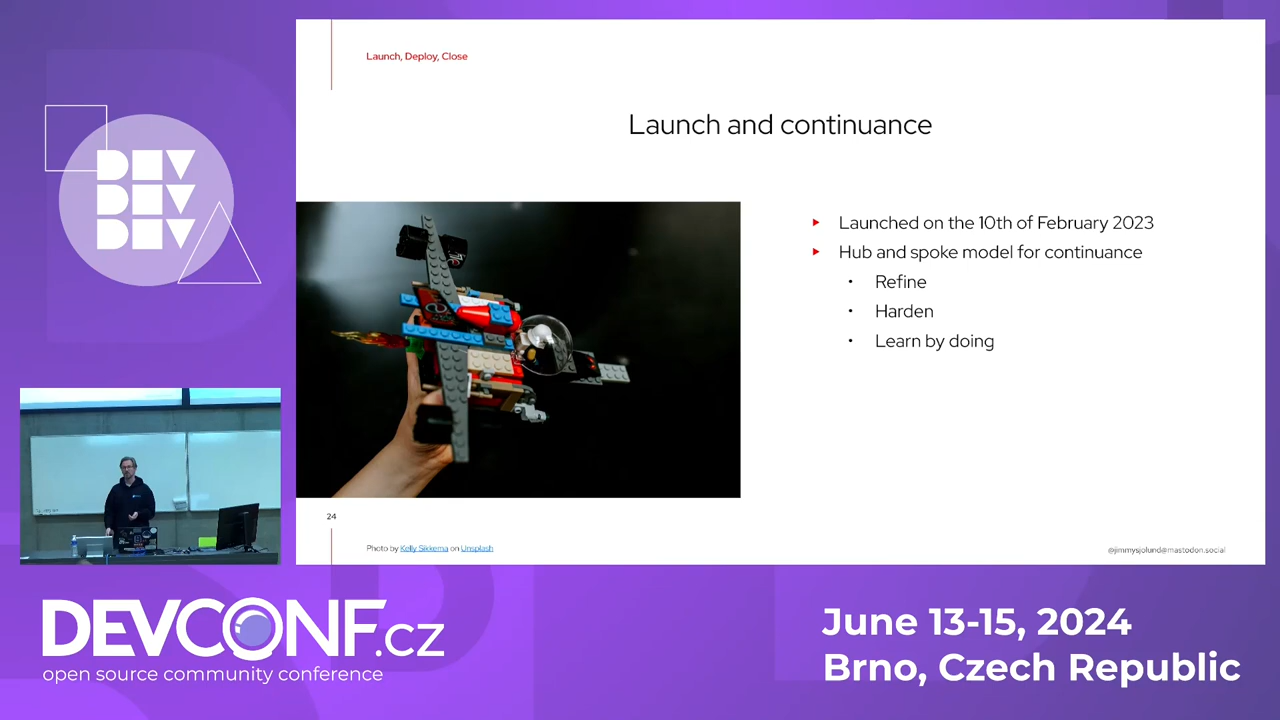 Launch, Deploy, Close
Launch and continuance
Launched on the 10th of February 2023
Hub and spoke model for continuance
Refine
Harden
Learn by doing
24
Photo by Kelly Sikkema on Unsplash
@jimmysjolund@mastodon.social
DEV
DEV
DEV
DEVCONF.cz
open source community conference
June 13-15, 2024
Brno, Czech Republic